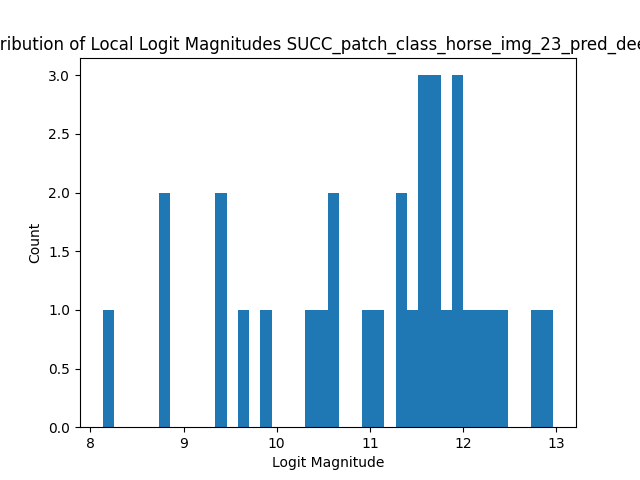 ribution of Local Logit Magnitudes SUCC_patch_class_horse_img_23_pred_dee
3.0
2.5
2.0
1.5
1.0
0.5
0.0
Count
8 9 10 11 12 13
Logit Magnitude